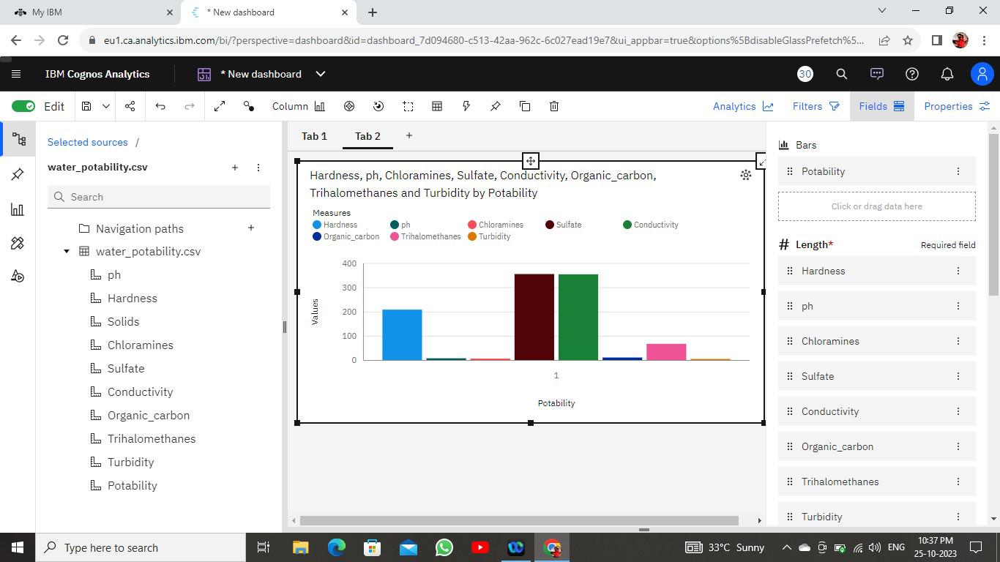 My IBM
* New dashboard
eu1.ca.analytics.ibm.com/bi/?perspective=dashboard&id=dashboard_7d094680-c513-42aa-962c-6c027ead19e7&ui_appbar=true&options%5BdisableGlassPrefetch%5...
IBM Cognos Analytics
* New dashboard
30
Edit
Column
Analytics
Filters
Fields
Properties
Selected sources /
water_potability.csv
Search
Navigation paths
water_potability.csv
ph
Hardness
Solids
Chloramines
Sulfate
Conductivity
Organic_carbon
Trihalomethanes
Turbidity
Potability
Tab 1
Tab 2
Hardness, ph, Chloramines, Sulfate, Conductivity, Organic_carbon,
Trihalomethanes and Turbidity by Potability
Measures
Hardness ph Chloramines Sulfate Conductivity
Organic_carbon Trihalomethanes Turbidity
400
300
200
100
0
Values
1
Potability
Bars
Potability
Click or drag data here
# Length* Required field
Hardness
ph
Chloramines
Sulfate
Conductivity
Organic_carbon
Trihalomethanes
Turbidity
Type here to search
33°C Sunny
ENG
10:37 PM
25-10-2023